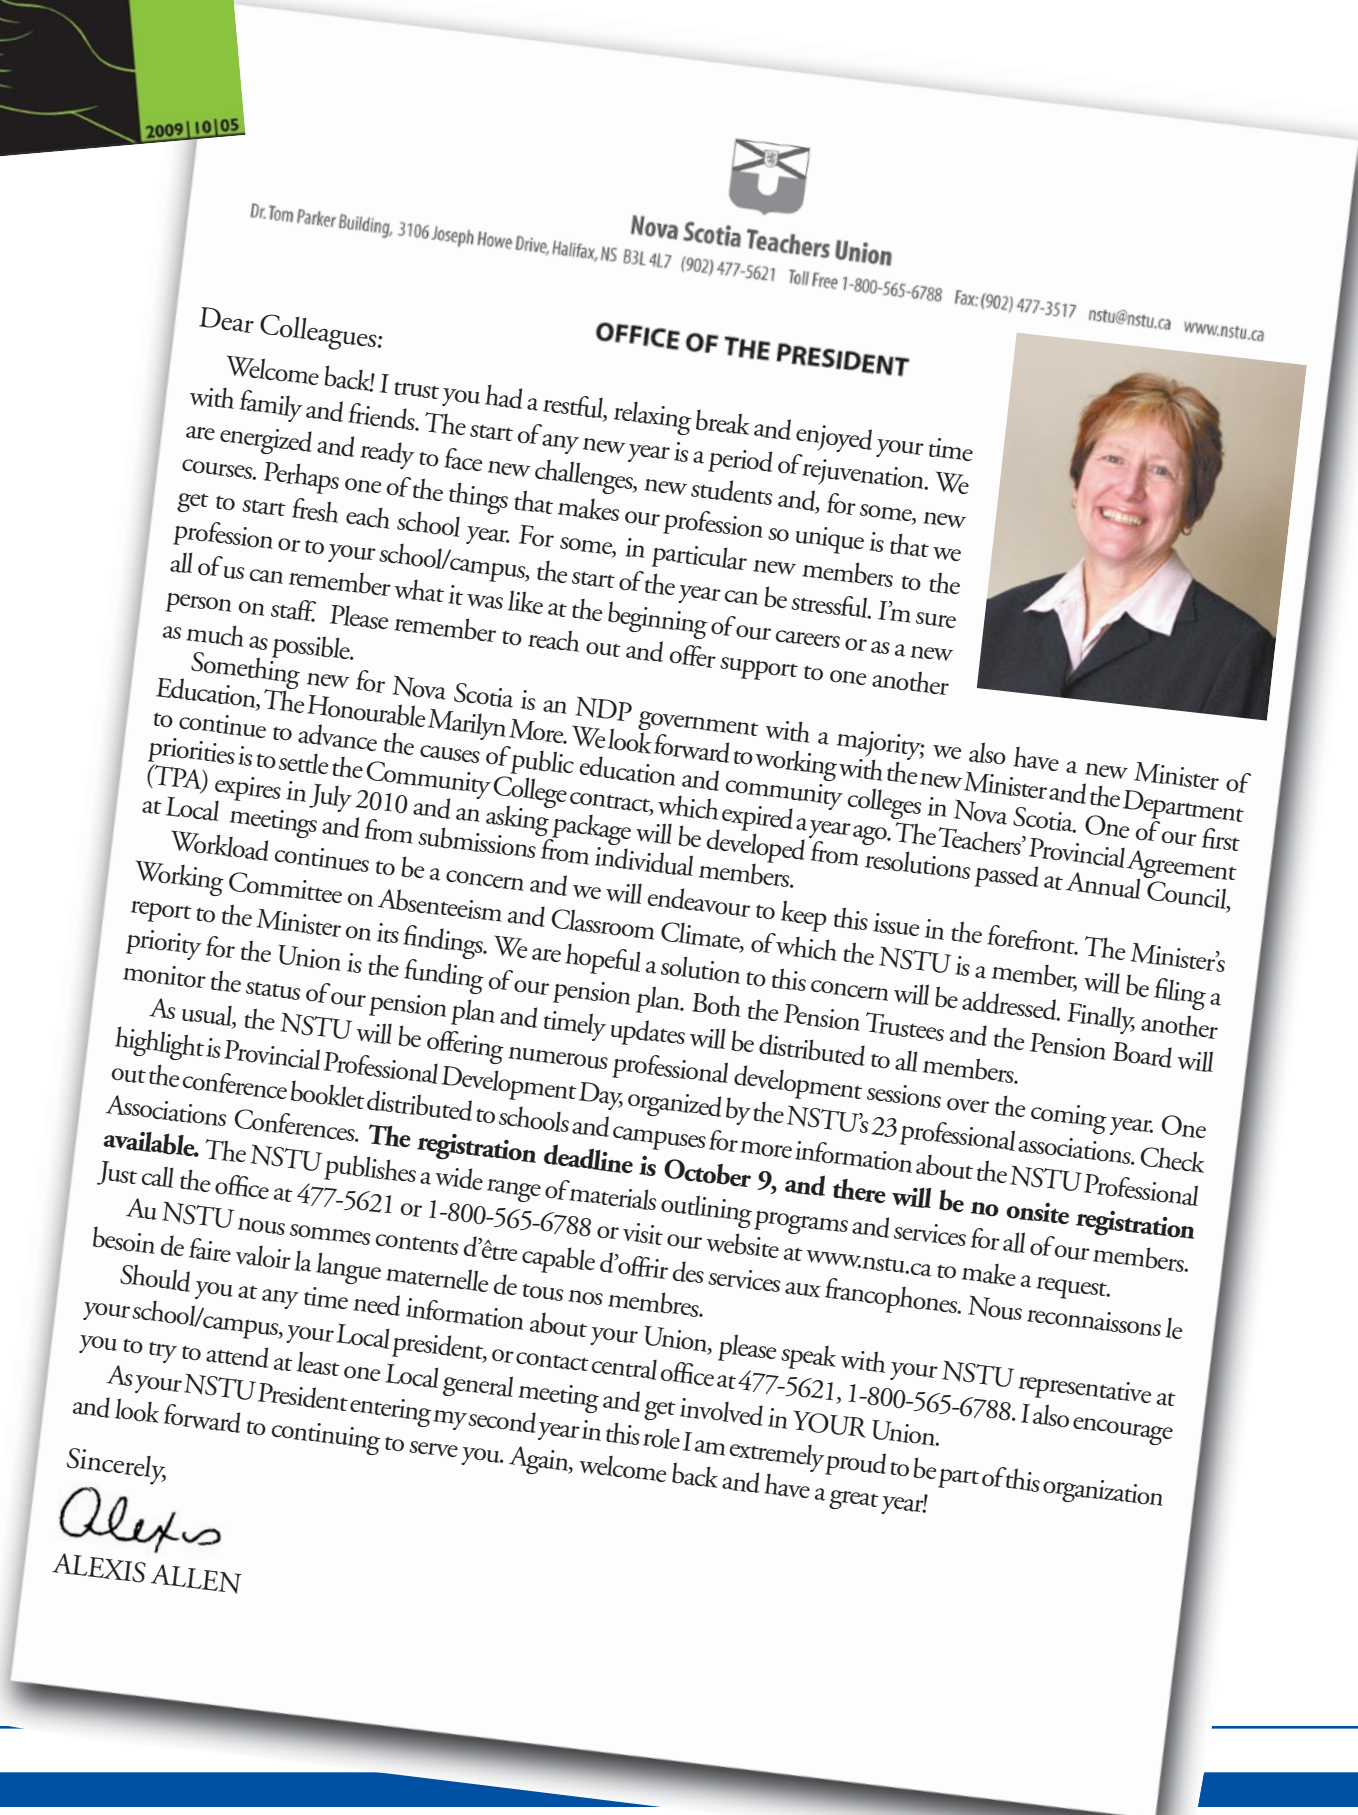 2009|10|05
Nova Scotia Teachers Union
Dr. Tom Parker Building, 3106 Joseph Howe Drive, Halifax, NS B3L 4L7 (902) 477-5621 Toll Free 1-800-565-6788 Fax: (902) 477-3517 nstu@nstu.ca www.nstu.ca
OFFICE OF THE PRESIDENT
Dear Colleagues:
Welcome back! I trust you had a restful, relaxing break and enjoyed your time
with family and friends. The start of any new year is a period of rejuvenation. We
are energized and ready to face new challenges, new students and, for some, new
courses. Perhaps one of the things that makes our profession so unique is that we
get to start fresh each school year. For some, in particular new members to the
profession or to your school/campus, the start of the year can be stressful. I'm sure
all of us can remember what it was like at the beginning of our careers or as a new
person on staff. Please remember to reach out and offer support to one another
as much as possible.
Something new for Nova Scotia is an NDP government with a majority; we also have a new Minister of
Education, The Honourable Marilyn More. We look forward to working with the new Minister and the Department
to continue to advance the causes of public education and community colleges in Nova Scotia. One of our first
priorities is to settle the Community College contract, which expired a year ago. The Teachers' Provincial Agreement
(TPA) expires in July 2010 and an asking package will be developed from resolutions passed at Annual Council,
at Local meetings and from submissions from individual members.
Workload continues to be a concern and we will endeavour to keep this issue in the forefront. The Minister's
Working Committee on Absenteeism and Classroom Climate, of which the NSTU is a member, will be filing a
report to the Minister on its findings. We are hopeful a solution to this concern will be addressed. Finally, another
priority for the Union is the funding of our pension plan. Both the Pension Trustees and the Pension Board will
monitor the status of our pension plan and timely updates will be distributed to all members.
As usual, the NSTU will be offering numerous professional development sessions over the coming year. One
highlight is Provincial Professional Development Day, organized by the NSTU's 23 professional associations. Check
out the conference booklet distributed to schools and campuses for more information about the NSTU Professional
Associations Conferences. The registration deadline is October 9, and there will be no onsite registration
available. The NSTU publishes a wide range of materials outlining programs and services for all of our members.
Just call the office at 477-5621 or 1-800-565-6788 or visit our website at www.nstu.ca to make a request.
Au NSTU nous sommes contents d'être capable d'offrir des services aux francophones. Nous reconnaissons le
besoin de faire valoir la langue maternelle de tous nos membres.
Should you at any time need information about your Union, please speak with your NSTU representative at
your school/campus, your Local president, or contact central office at 477-5621, 1-800-565-6788. I also encourage
you to try to attend at least one Local general meeting and get involved in YOUR Union.
As your NSTU President entering my second year in this role I am extremely proud to be part of this organization
and look forward to continuing to serve you. Again, welcome back and have a great year!
Sincerely,
Alexis
ALEXIS ALLEN